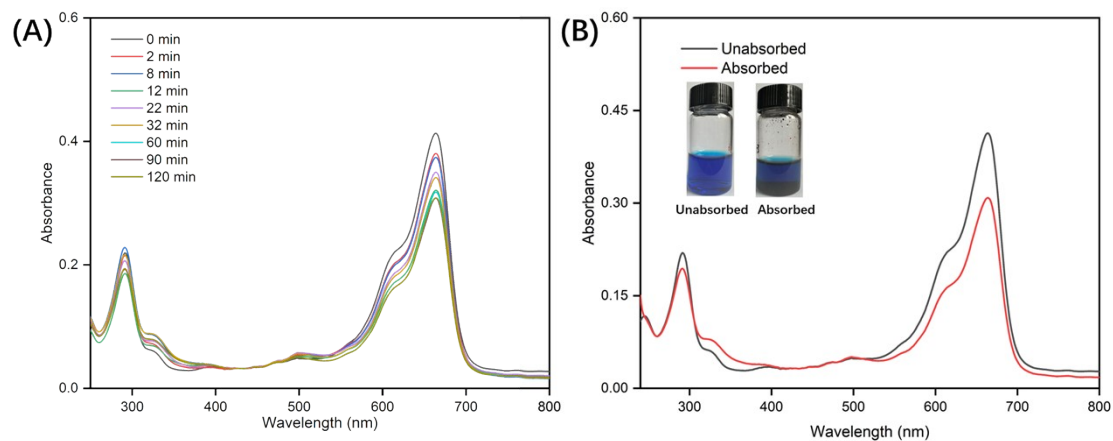 (A)
0.6
0.4
0.2
0.0
Absorbance
0 min
2 min
8 min
12 min
22 min
32 min
60 min
90 min
120 min
300 400 500 600 700 800
Wavelength (nm)
(B)
0.60
0.45
0.30
0.15
0.00
Absorbance
Unabsorbed
Absorbed
Unabsorbed Absorbed
300 400 500 600 700 800
Wavelength (nm)